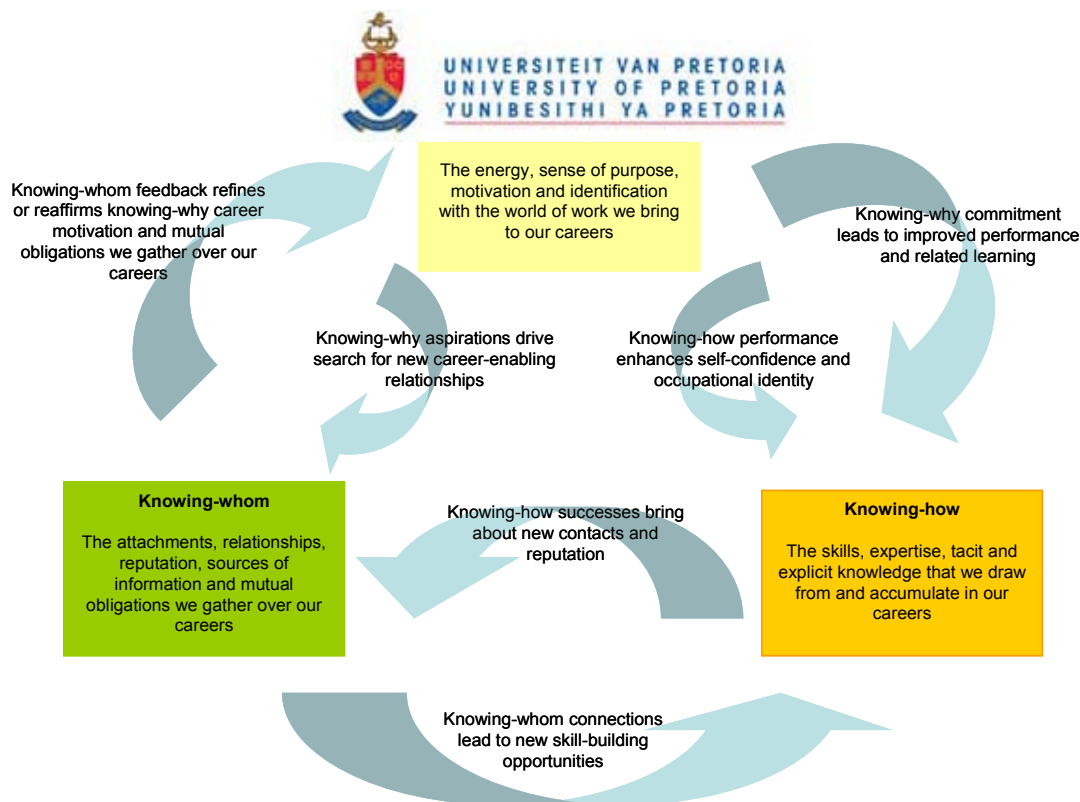 UNIVERSITEIT VAN PRETORIA
UNIVERSITY OF PRETORIA
YUNIBESITHI YA PRETORIA
The energy, sense of purpose,
motivation and identification
with the world of work we bring
to our careers
Knowing-whom feedback refines
or reaffirms knowing-why career
motivation and mutual
obligations we gather over our
careers
Knowing-why commitment
leads to improved performance
and related learning
Knowing-why aspirations drive
search for new career-enabling
relationships
Knowing-how performance
enhances self-confidence and
occupational identity
Knowing-whom
The attachments, relationships,
reputation, sources of
information and mutual
obligations we gather over our
careers
Knowing-how successes bring
about new contacts and
reputation
Knowing-how
The skills, expertise, tacit and
explicit knowledge that we draw
from and accumulate in our
careers
Knowing-whom connections
lead to new skill-building
opportunities